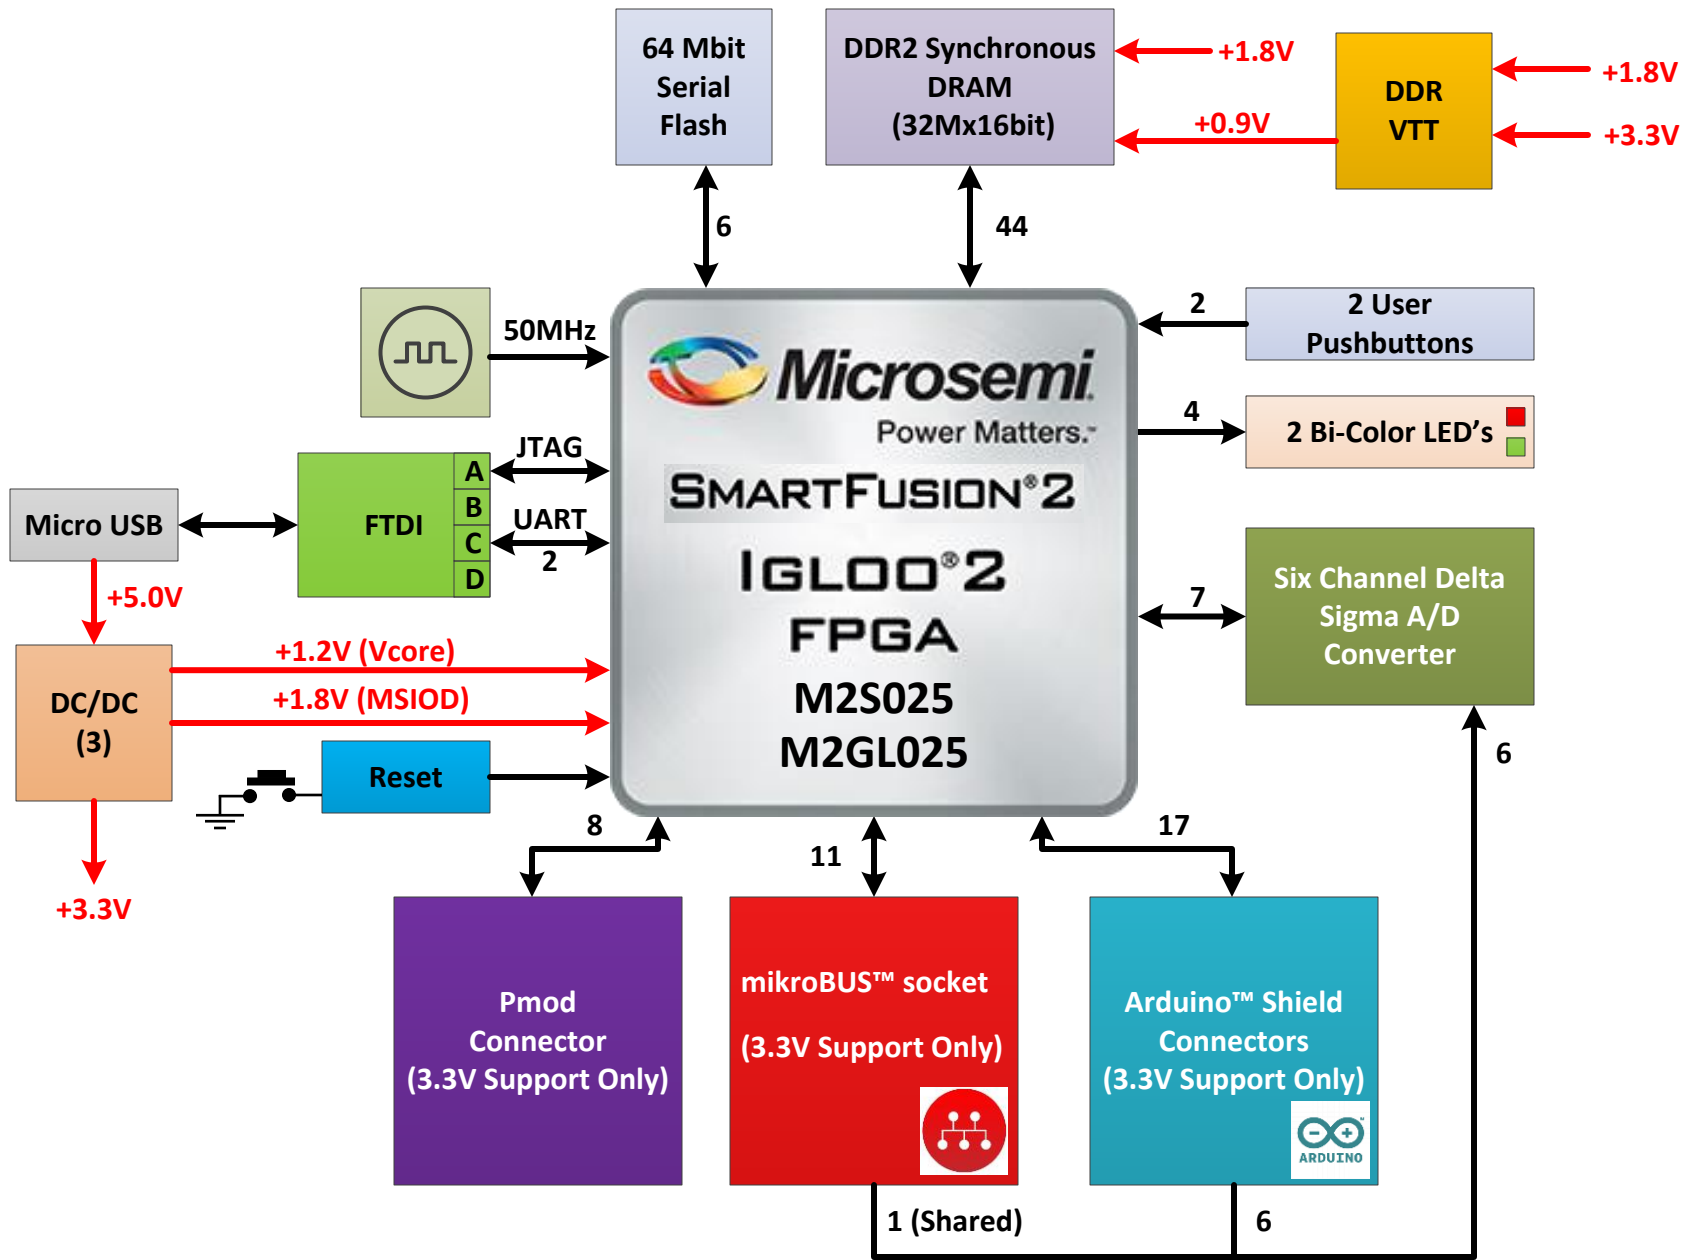 64 Mbit
Serial
Flash
DDR2 Synchronous
DRAM
(32Mx16bit)
+1.8V
+0.9V
DDR
VTT
+1.8V
+3.3V
6
44
50MHz
2
2 User
Pushbuttons
4
2 Bi-Color LED's
Microsemi.
Power Matters.™
SMARTFUSION®2
IGLOO®2
FPGA
M2S025
M2GL025
JTAG
A
B
C
D
FTDI
UART
2
Micro USB
+5.0V
7
Six Channel Delta
Sigma A/D
Converter
+1.2V (Vcore)
+1.8V (MSIOD)
DC/DC
(3)
Reset
6
+3.3V
8
11
17
Pmod
Connector
(3.3V Support Only)
mikroBUS™ socket
(3.3V Support Only)
Arduino™ Shield
Connectors
(3.3V Support Only)
ARDUINO
1 (Shared)
6